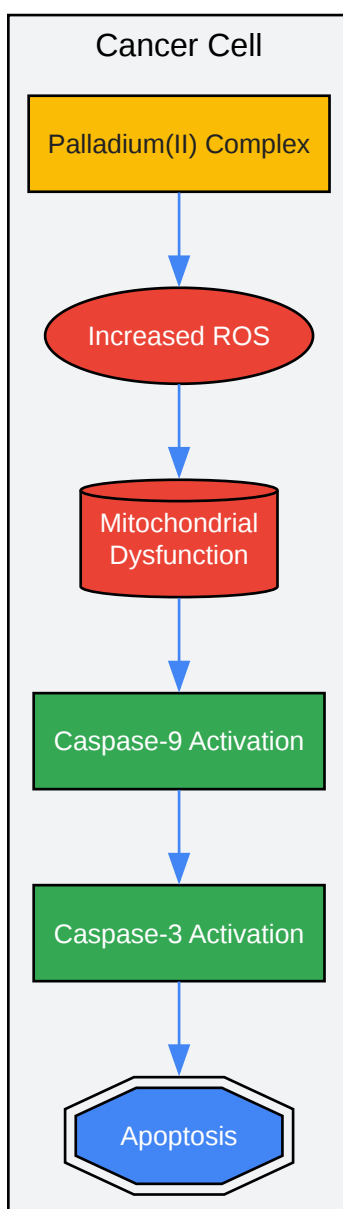 Cancer Cell
Palladium(II) Complex
Increased ROS
Mitochondrial
Dysfunction
Caspase-9 Activation
Caspase-3 Activation
Apoptosis